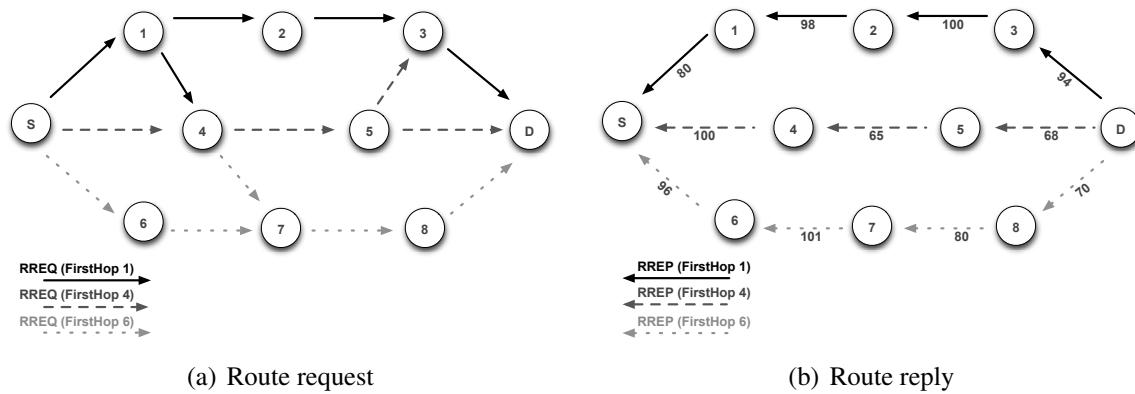 1
2
3
S
4
5
D
6
7
8
RREQ (FirstHop 1)
RREQ (FirstHop 4)
RREQ (FirstHop 6)
(a) Route request
1
98
2
100
3
80
94
S
100
4
65
5
68
D
96
70
6
101
7
80
8
RREP (FirstHop 1)
RREP (FirstHop 4)
RREP (FirstHop 6)
(b) Route reply